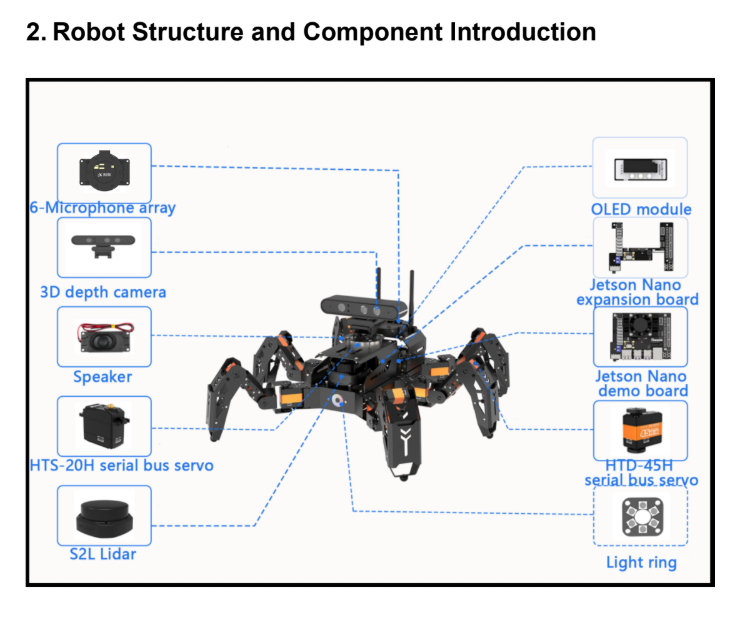 2. Robot Structure and Component Introduction
6-Microphone array
3D depth camera
Speaker
HTS-20H serial bus servo
S2L Lidar
OLED module
Jetson Nano
expansion board
Jetson Nano
demo board
HTD-45H
serial bus servo
Light ring